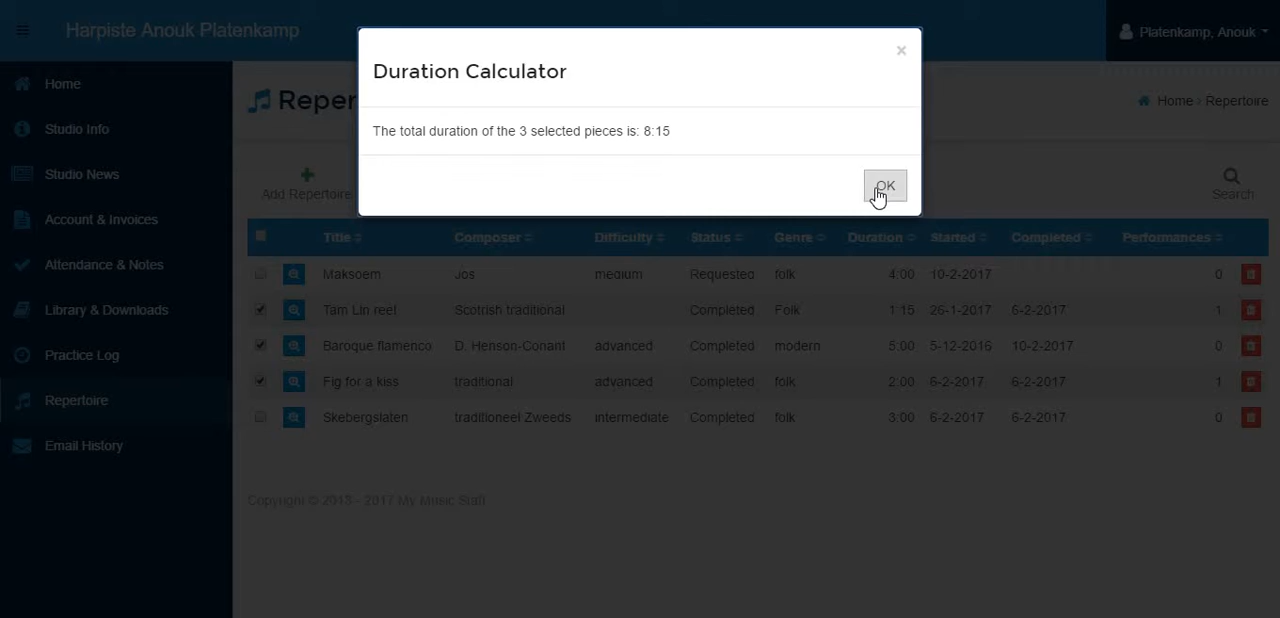 Harpiste Anouk Platenkamp
Platenkamp, Anouk
Duration Calculator
The total duration of the 3 selected pieces is: 8:15
OK
Home
Studio Info
Studio News
Account & Invoices
Attendance & Notes
Library & Downloads
Practice Log
Repertoire
Email History
Reper
Home Repertoire
Add Repertoire
Search
Title Composer Difficulty Status Genre Duration Started Completed Performances
Maksoem Jos medium Requested folk 4:00 10-2-2017 0
Tam Lin reel Scotrish traditional Completed Folk 1:15 26-1-2017 6-2-2017 1
Baroque flamenco D. Henson-Conant advanced Completed modern 5:00 5-12-2016 10-2-2017 0
Fig for a kiss traditional advanced Completed folk 2:00 6-2-2017 6-2-2017 1
Skebergslaten traditioneel Zweeds intermediate Completed folk 3:00 6-2-2017 6-2-2017 0
Copyright © 2013 - 2017 My Music Staff